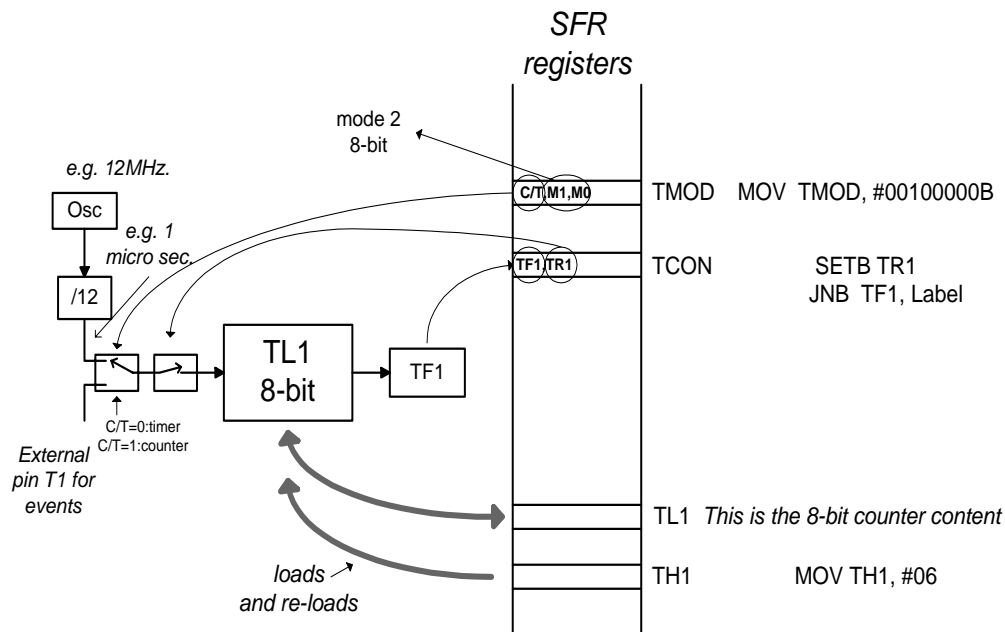 SFR
registers
mode 2
8-bit
e.g. 12MHz.
Osc
e.g. 1
micro sec.
/12
C/T,M1,M0
TMOD MOV TMOD, #00100000B
TF1,TR1
TCON SETB TR1
JNB TF1, Label
TL1
8-bit
TF1
C/T=0:timer
C/T=1:counter
External
pin T1 for
events
TL1 This is the 8-bit counter content
TH1 MOV TH1, #06
loads
and re-loads